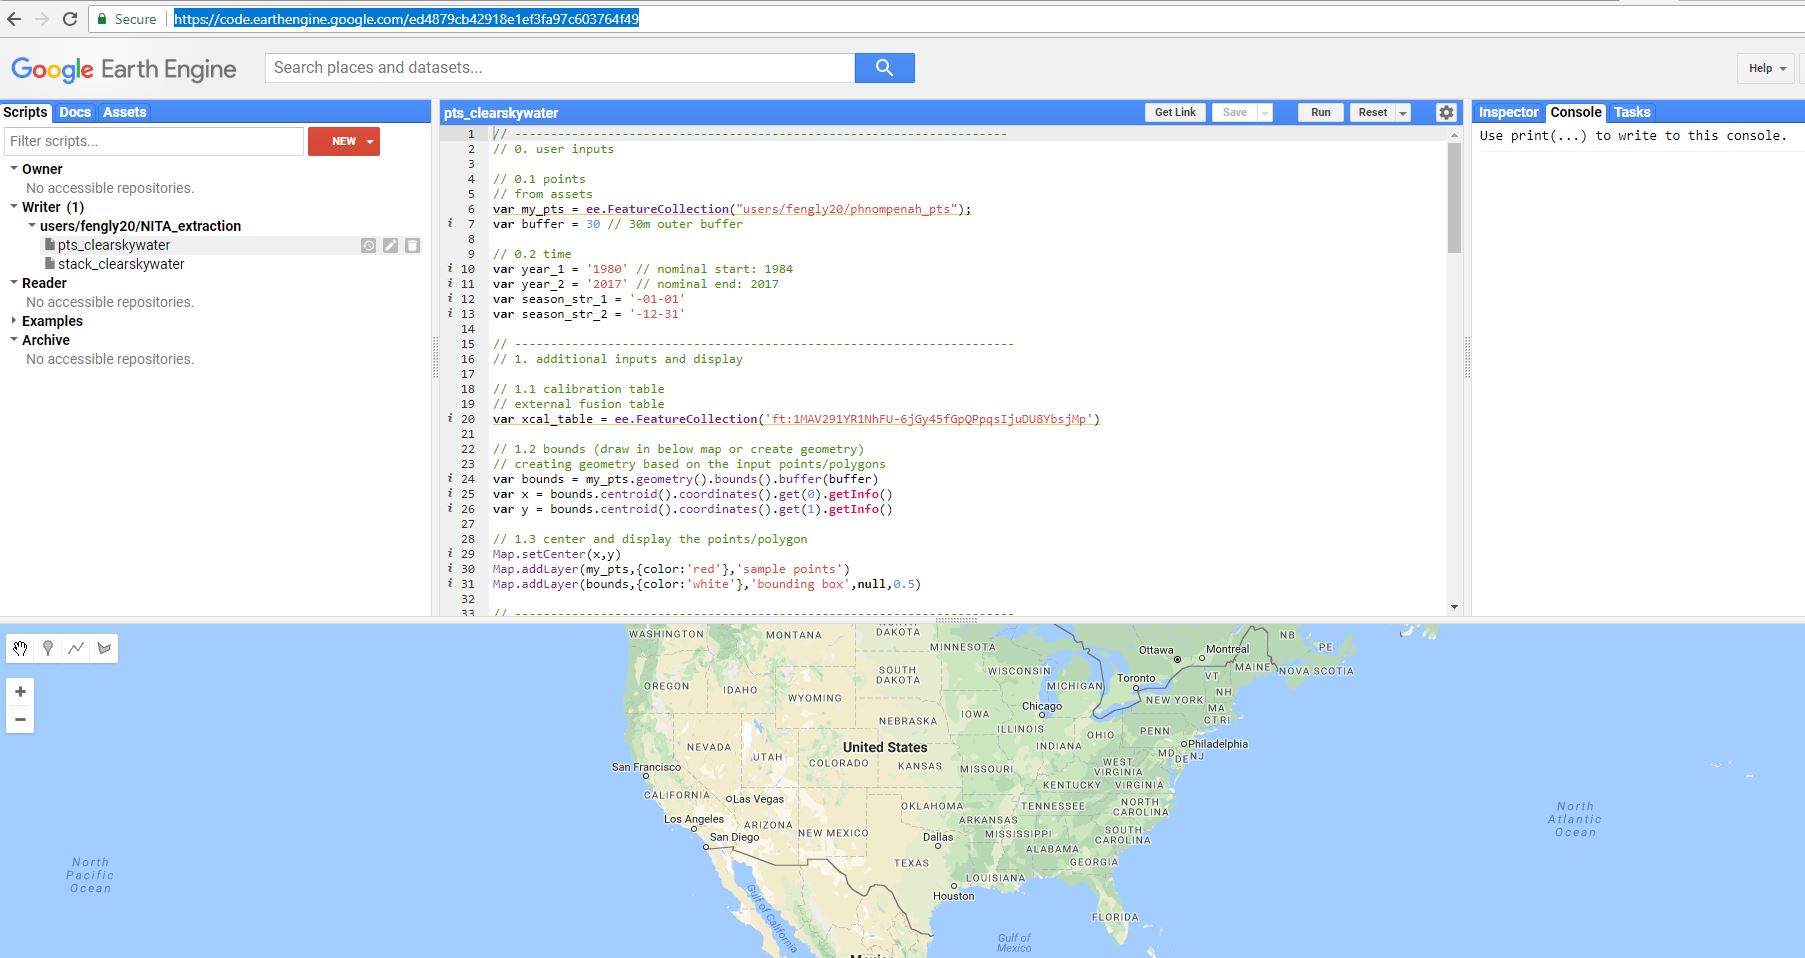 Secure
https://code.earthengine.google.com/ed4879cb42918e1ef3fa97c603764f49
Google Earth Engine
Search places and datasets...
Help
Scripts Docs Assets
Filter scripts...
NEW
Owner
No accessible repositories.
Writer (1)
users/fengly20/NITA_extraction
pts_clearskywater
stack_clearskywater
Reader
No accessible repositories.
Examples
Archive
No accessible repositories.
pts_clearskywater
Get Link Save Run Reset
1 // ---------------------------------------------------------------------
2 // 0. user inputs
3
4 // 0.1 points
5 // from assets
6 var my_pts = ee.FeatureCollection("users/fengly20/phnompenah_pts");
i 7 var buffer = 30 // 30m outer buffer
8
9 // 0.2 time
i 10 var year_1 = '1980' // nominal start: 1984
i 11 var year_2 = '2017' // nominal end: 2017
i 12 var season_str_1 = '-01-01'
i 13 var season_str_2 = '-12-31'
14
15 // ----------------------------------------------------------------------
16 // 1. additional inputs and display
17
18 // 1.1 calibration table
19 // external fusion table
i 20 var xcal_table = ee.FeatureCollection('ft:1MAV291YR1NhFU-6jGy45fGpQPpqsIjuDU8YbsjMp')
21
22 // 1.2 bounds (draw in below map or create geometry)
23 // creating geometry based on the input points/polygons
i 24 var bounds = my_pts.geometry().bounds().buffer(buffer)
i 25 var x = bounds.centroid().coordinates().get(0).getInfo()
i 26 var y = bounds.centroid().coordinates().get(1).getInfo()
27
28 // 1.3 center and display the points/polygon
i 29 Map.setCenter(x,y)
i 30 Map.addLayer(my_pts,{color:'red'},'sample points')
i 31 Map.addLayer(bounds,{color:'white'},'bounding box',null,0.5)
32
33 // ----------------------------------------------------------------------
Inspector Console Tasks
Use print(...) to write to this console.
WASHINGTON
MONTANA
NORTH
DAKOTA
MINNESOTA
SOUTH
DAKOTA
WISCONSIN
MICHIGAN
Ottawa
Montreal
NB
PE
MAINE
NOVA SCOTIA
Toronto
VT
NH
NEW YORK
MA
CT RI
OREGON
IDAHO
WYOMING
Chicago
IOWA
NEBRASKA
ILLINOIS
INDIANA
OHIO
PENN
Philadelphia
MD
DE
NJ
United States
NEVADA
UTAH
COLORADO
KANSAS
MISSOURI
WEST
VIRGINIA
KENTUCKY
VIRGINIA
San Francisco
CALIFORNIA
Las Vegas
OKLAHOMA
ARKANSAS
TENNESSEE
NORTH
CAROLINA
Los Angeles
San Diego
ARIZONA
NEW MEXICO
Dallas
MISSISSIPPI
SOUTH
CAROLINA
ALABAMA
GEORGIA
TEXAS
LOUISIANA
Houston
FLORIDA
Gulf of California
Gulf of
Mexico
North
Pacific
Ocean
North
Atlantic
Ocean
Mexico